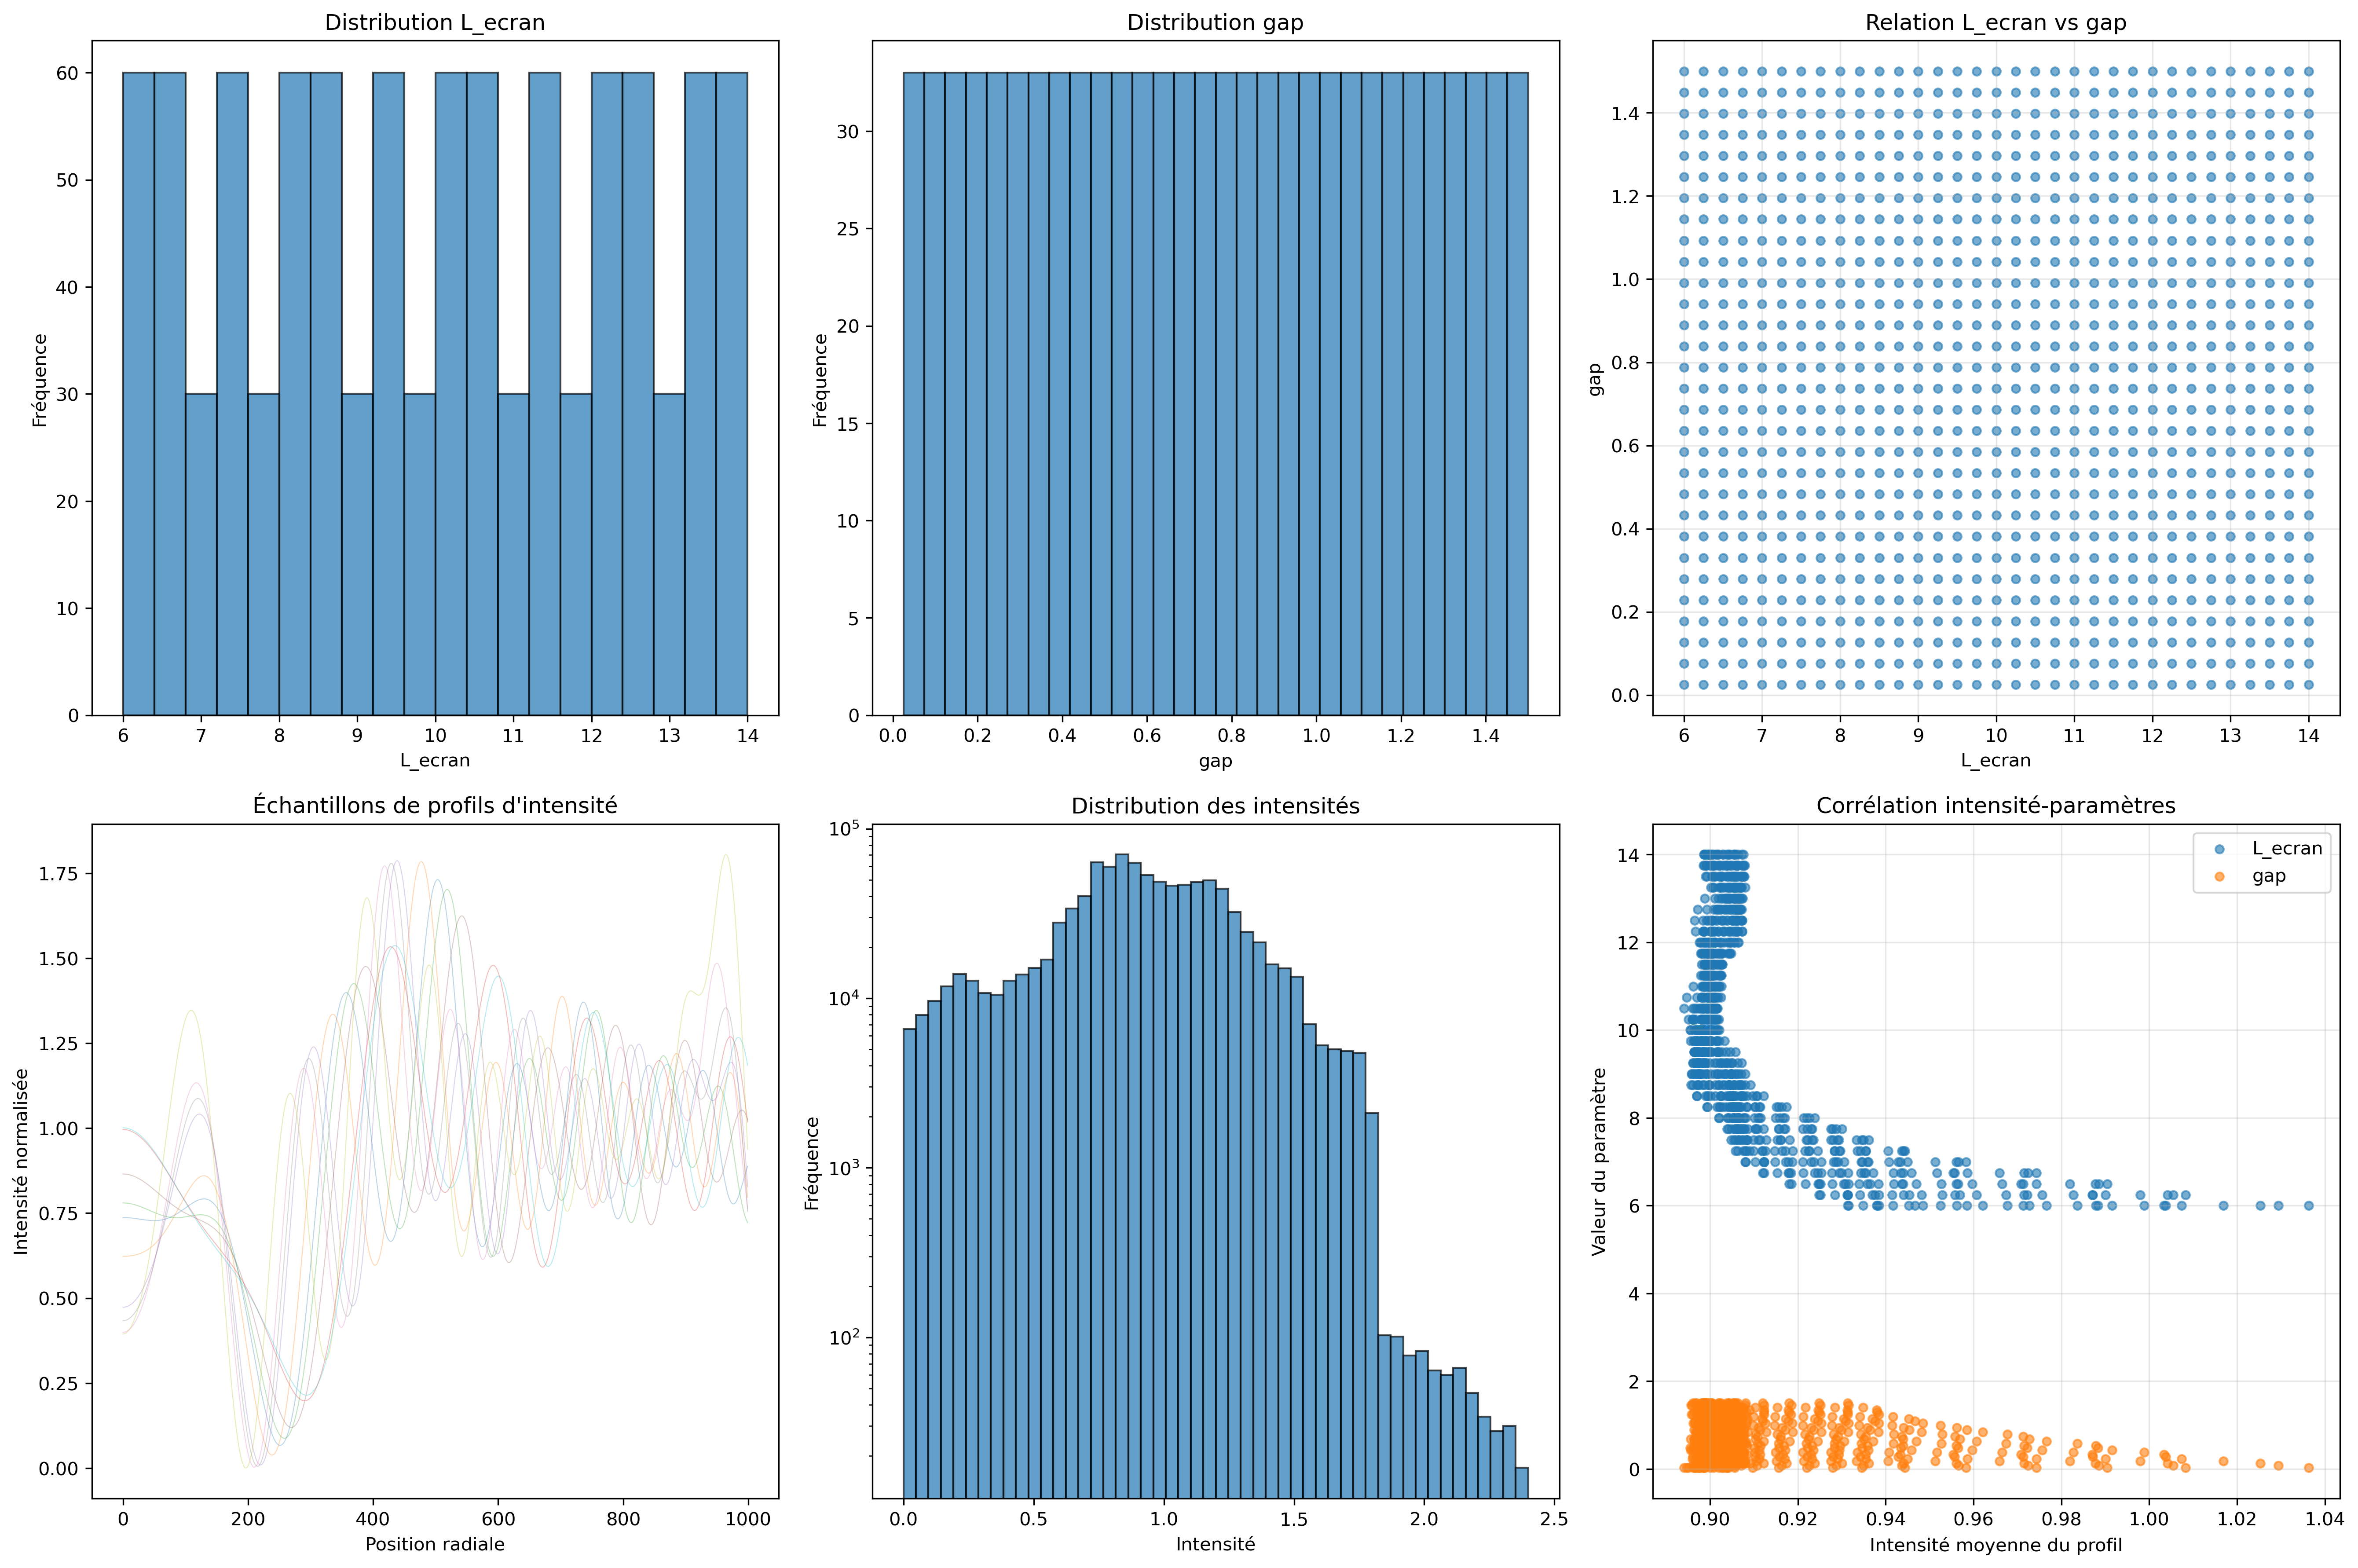 Distribution L_ecran
Fréquence
60
50
40
30
20
10
0
6 7 8 9 10 11 12 13 14
L_ecran
Distribution gap
Fréquence
30
25
20
15
10
5
0
0.0 0.2 0.4 0.6 0.8 1.0 1.2 1.4
gap
Relation L_ecran vs gap
gap
1.4
1.2
1.0
0.8
0.6
0.4
0.2
0.0
6 7 8 9 10 11 12 13 14
L_ecran
Échantillons de profils d'intensité
Intensité normalisée
1.75
1.50
1.25
1.00
0.75
0.50
0.25
0.00
0 200 400 600 800 1000
Position radiale
Distribution des intensités
Fréquence
10⁵
10⁴
10³
10²
0.0 0.5 1.0 1.5 2.0 2.5
Intensité
Corrélation intensité-paramètres
Valeur du paramètre
L_ecran
gap
14
12
10
8
6
4
2
0
0.90 0.92 0.94 0.96 0.98 1.00 1.02 1.04
Intensité moyenne du profil